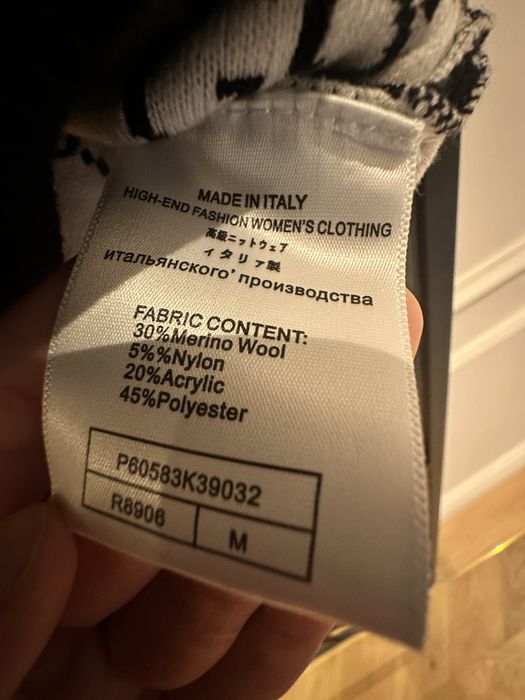 MADE IN ITALY
HIGH-END FASHION WOMEN'S CLOTHING
高級ニットウェア
イタリア製
итальянского' производства
FABRIC CONTENT:
30%Merino Wool
5%%Nylon
20%Acrylic
45%Polyester
P60583K39032
R8906
M